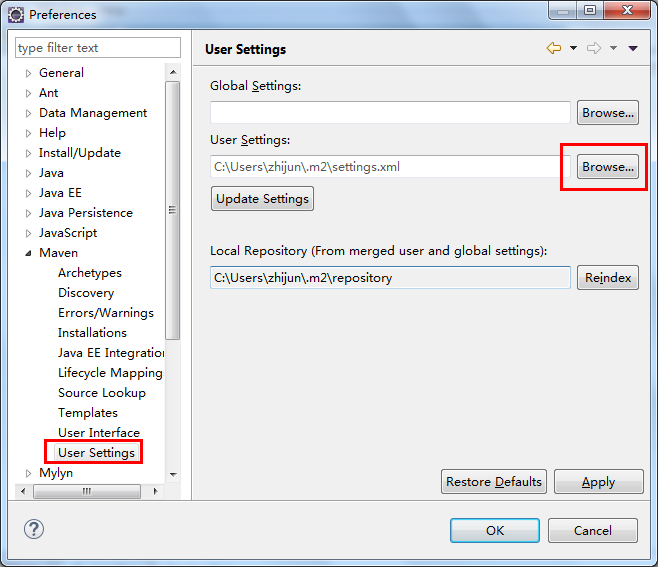 Preferences
type filter text
General
Ant
Data Management
Help
Install/Update
Java
Java EE
Java Persistence
JavaScript
Maven
Archetypes
Discovery
Errors/Warnings
Installations
Java EE Integration
Lifecycle Mapping
Source Lookup
Templates
User Interface
User Settings
Mylyn
User Settings
Global Settings:
Browse...
User Settings:
C:\Users\zhijun\.m2\settings.xml
Browse...
Update Settings
Local Repository (From merged user and global settings):
C:\Users\zhijun\.m2\repository
Reindex
Restore Defaults
Apply
?
OK
Cancel